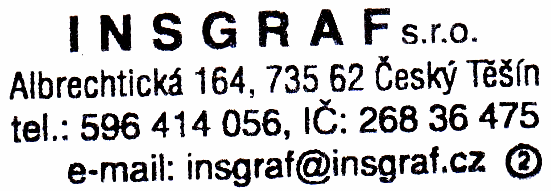 INSGRAF s.r.o.
Albrechtická 164, 735 62 Český Těšín
tel.: 596 414 056, IČ: 268 36 475
e-mail: insgraf@insgraf.cz ②